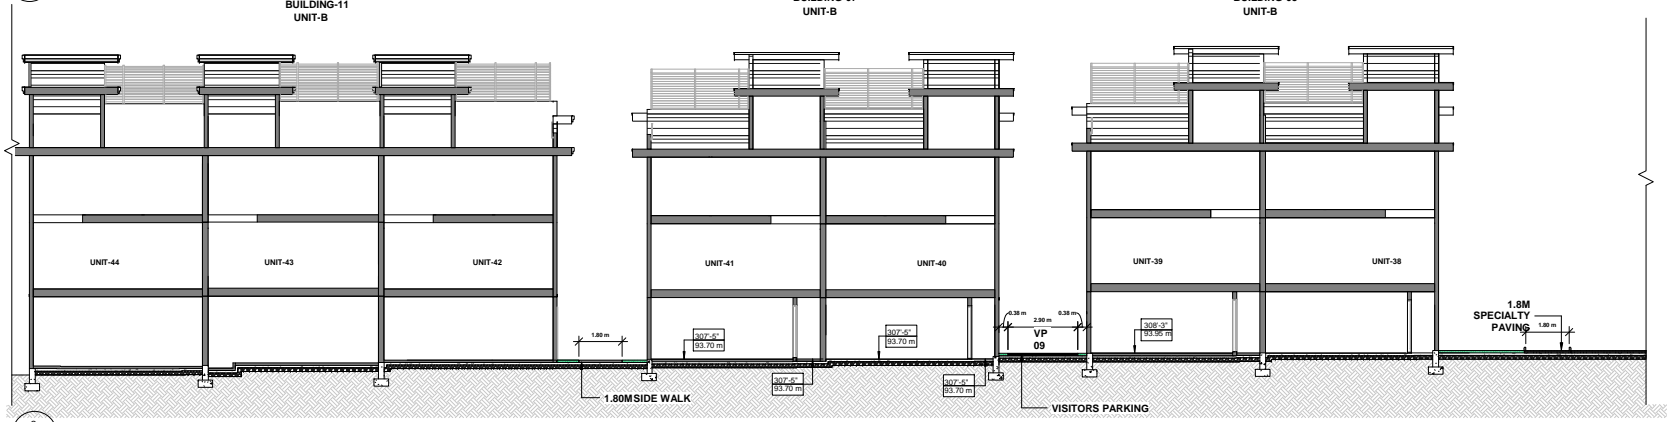 BUILDING-11
UNIT-B
UNIT-B
UNIT-B
UNIT-44
UNIT-43
UNIT-42
UNIT-41
UNIT-40
UNIT-39
UNIT-38
1.80 m
307'-5"
93.70 m
307'-5"
93.70 m
0.38 m
2.90 m
0.38 m
VP
09
308'-3"
93.95 m
1.8M
SPECIALTY
PAVING
1.80 m
307'-5"
93.70 m
307'-5"
93.70 m
1.80MSIDE WALK
VISITORS PARKING